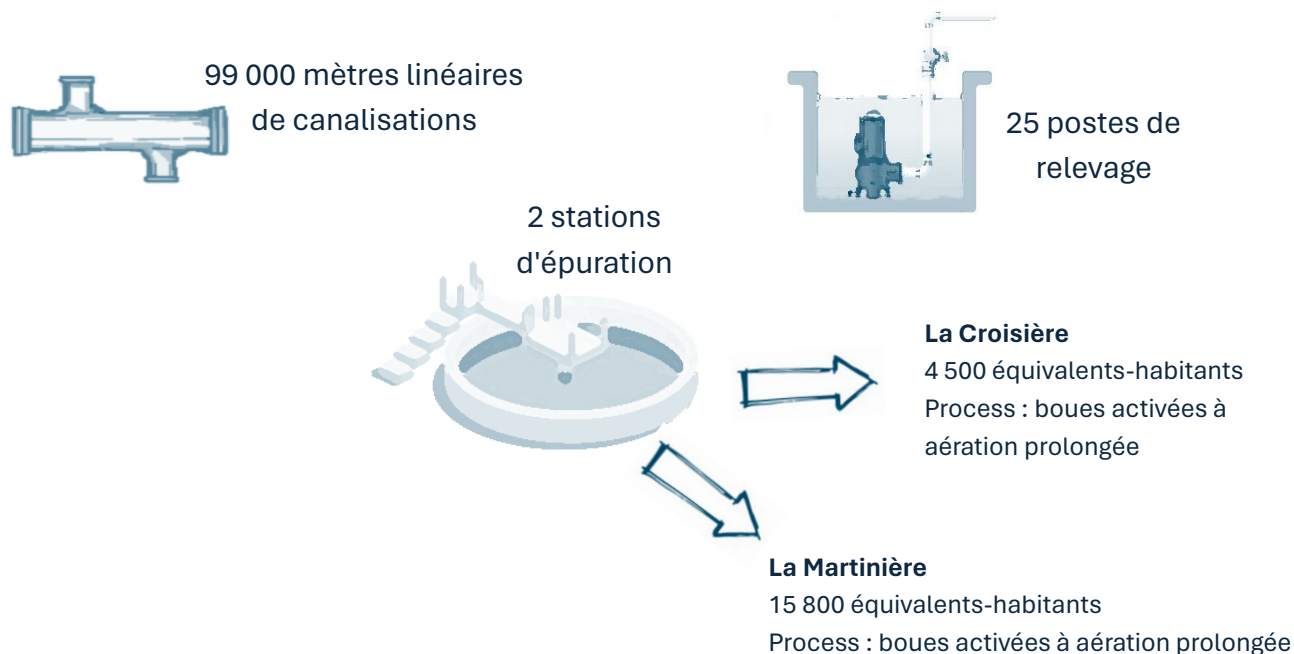 99 000 mètres linéaires
de canalisations
25 postes de
relevage
2 stations
d'épuration
La Croisière
4 500 équivalents-habitants
Process : boues activées à
aération prolongée
La Martinière
15 800 équivalents-habitants
Process : boues activées à aération prolongée